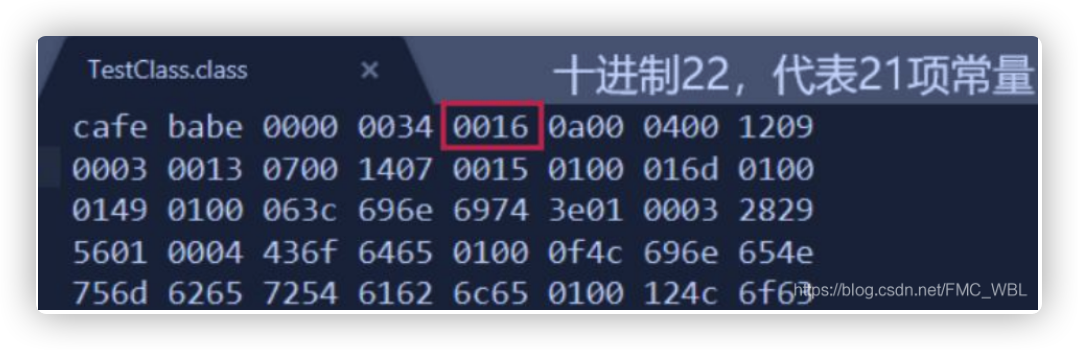 TestClass.class ×
十进制22，代表21项常量
cafe babe 0000 0034 0016 0a00 0400 1209
0003 0013 0700 1407 0015 0100 016d 0100
0149 0100 063c 696e 6974 3e01 0003 2829
5601 0004 436f 6465 0100 0f4c 696e 654e
756d 6265 7254 6162 6c65 0100 124c 6f63
https://blog.csdn.net/FMC_WBL